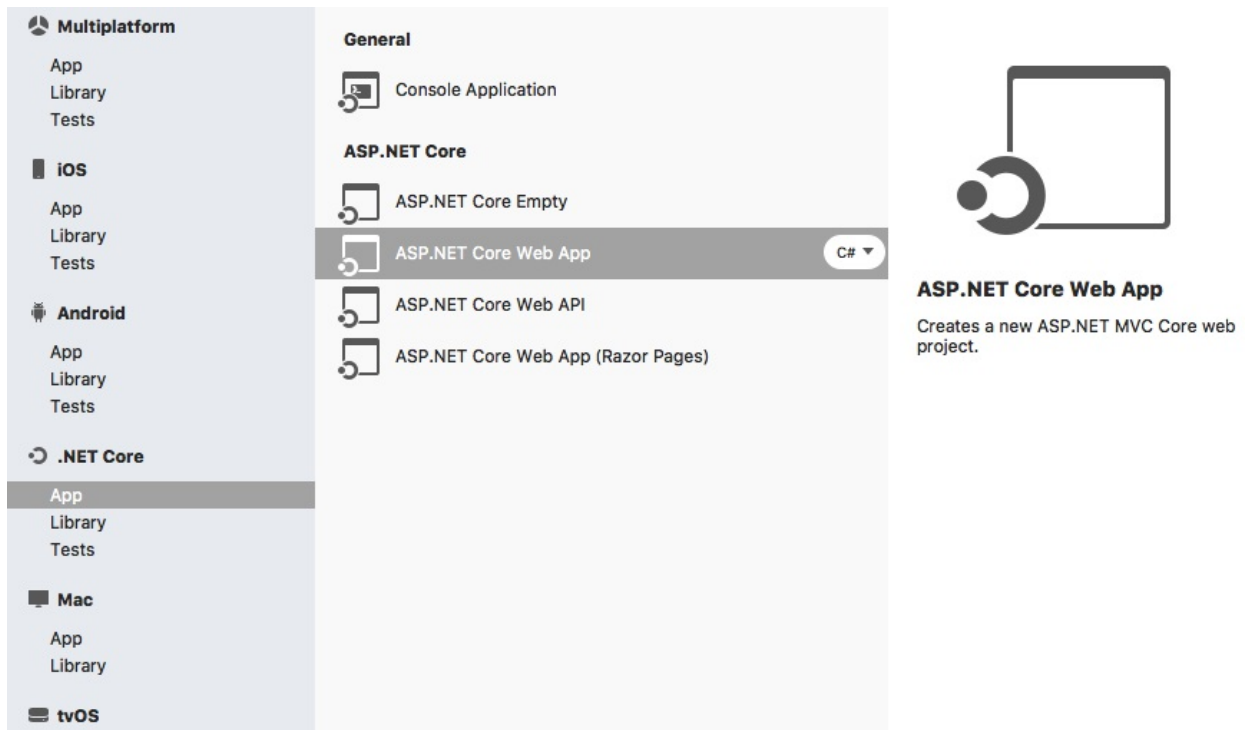 Multiplatform
App
Library
Tests
iOS
App
Library
Tests
Android
App
Library
Tests
.NET Core
App
Library
Tests
Mac
App
Library
tvOS
General
Console Application
ASP.NET Core
ASP.NET Core Empty
ASP.NET Core Web App
C#
ASP.NET Core Web API
ASP.NET Core Web App (Razor Pages)
ASP.NET Core Web App
Creates a new ASP.NET MVC Core web
project.